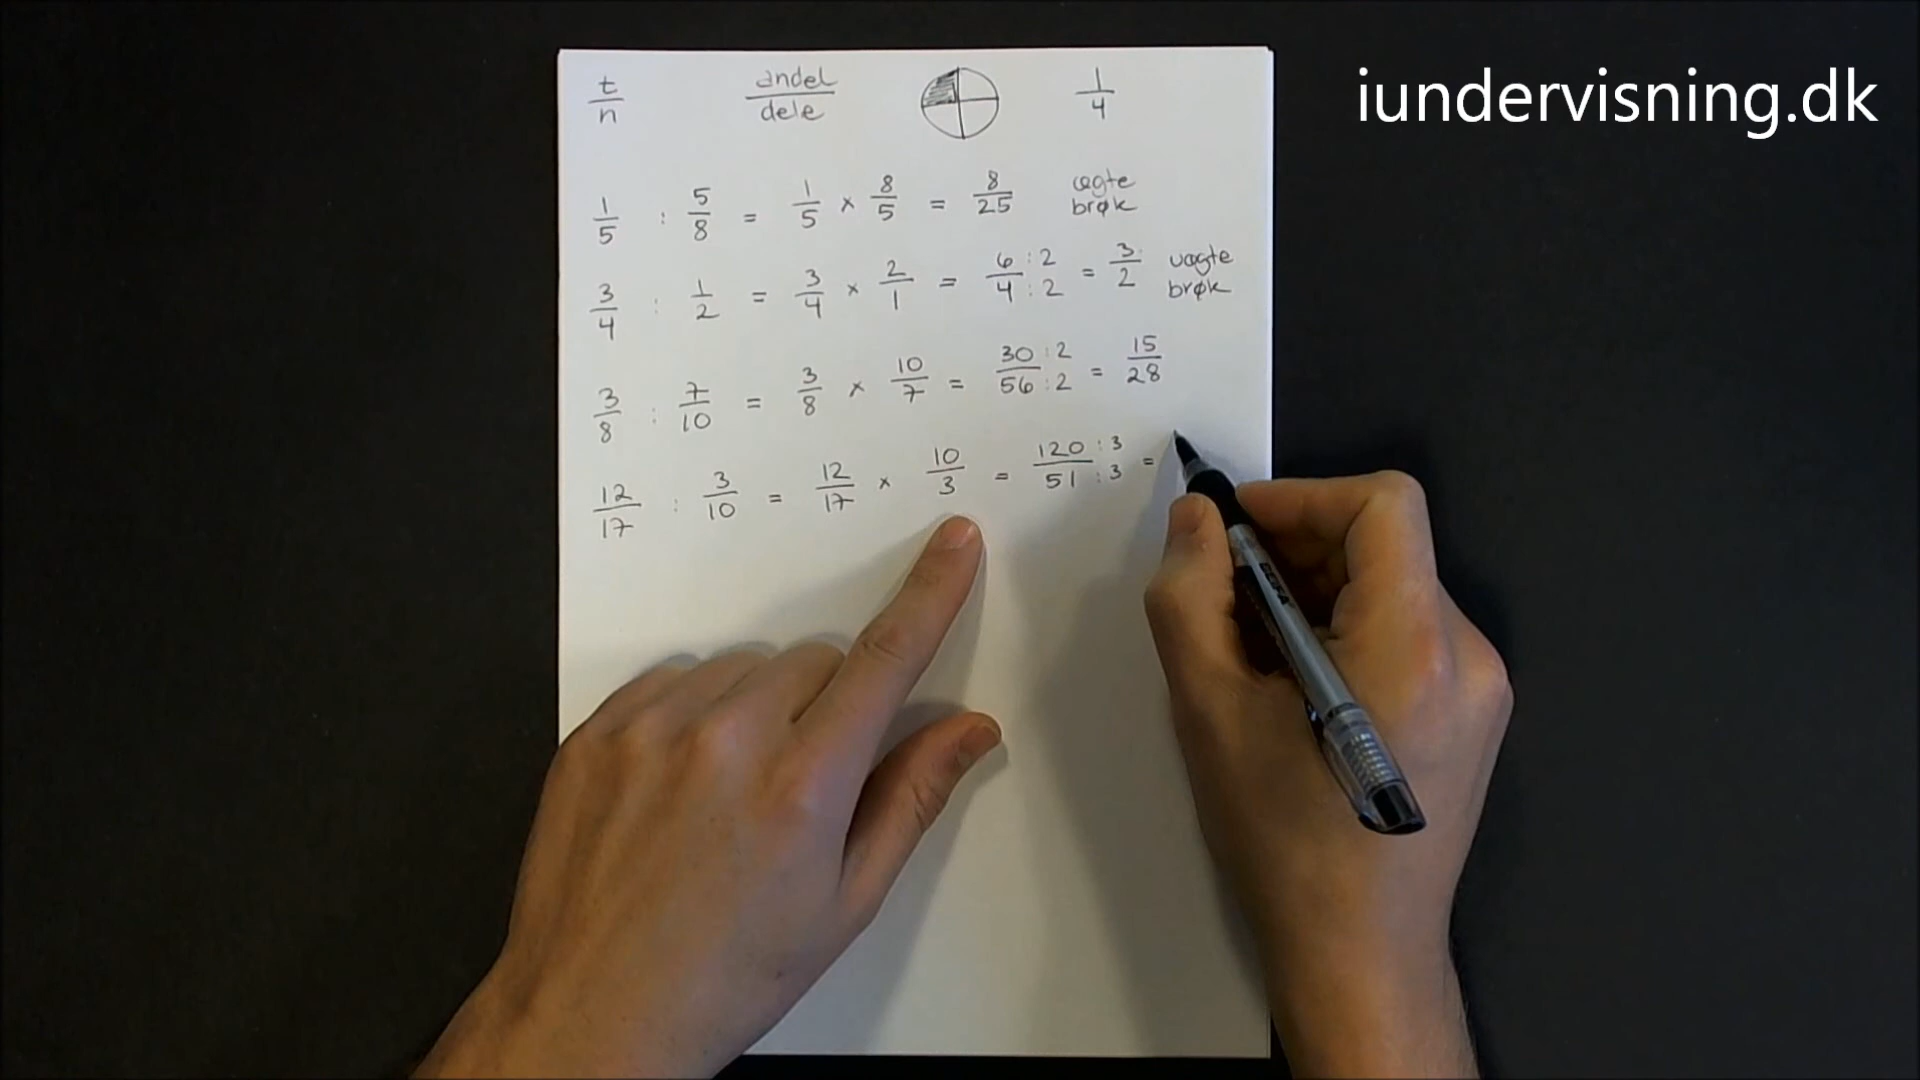 iundervisning.dk
t/n andel/dele 1/4
1/5 : 5/8 = 1/5 × 8/5 = 8/25 ægte brøk
3/4 : 1/2 = 3/4 × 2/1 = 6:2/4:2 = 3/2 uægte brøk
3/8 : 7/10 = 3/8 × 10/7 = 30:2/56:2 = 15/28
12/17 : 3/10 = 12/17 × 10/3 = 120:3/51:3 =